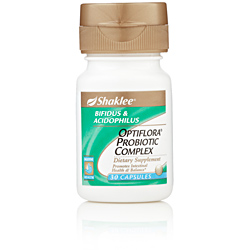 Shaklee®
BIFIDUS &
ACIDOPHILUS
OPTIFLORA®
PROBIOTIC
COMPLEX
Dietary Supplement
Promotes Intestinal
Health & Balance*
30 CAPSULES